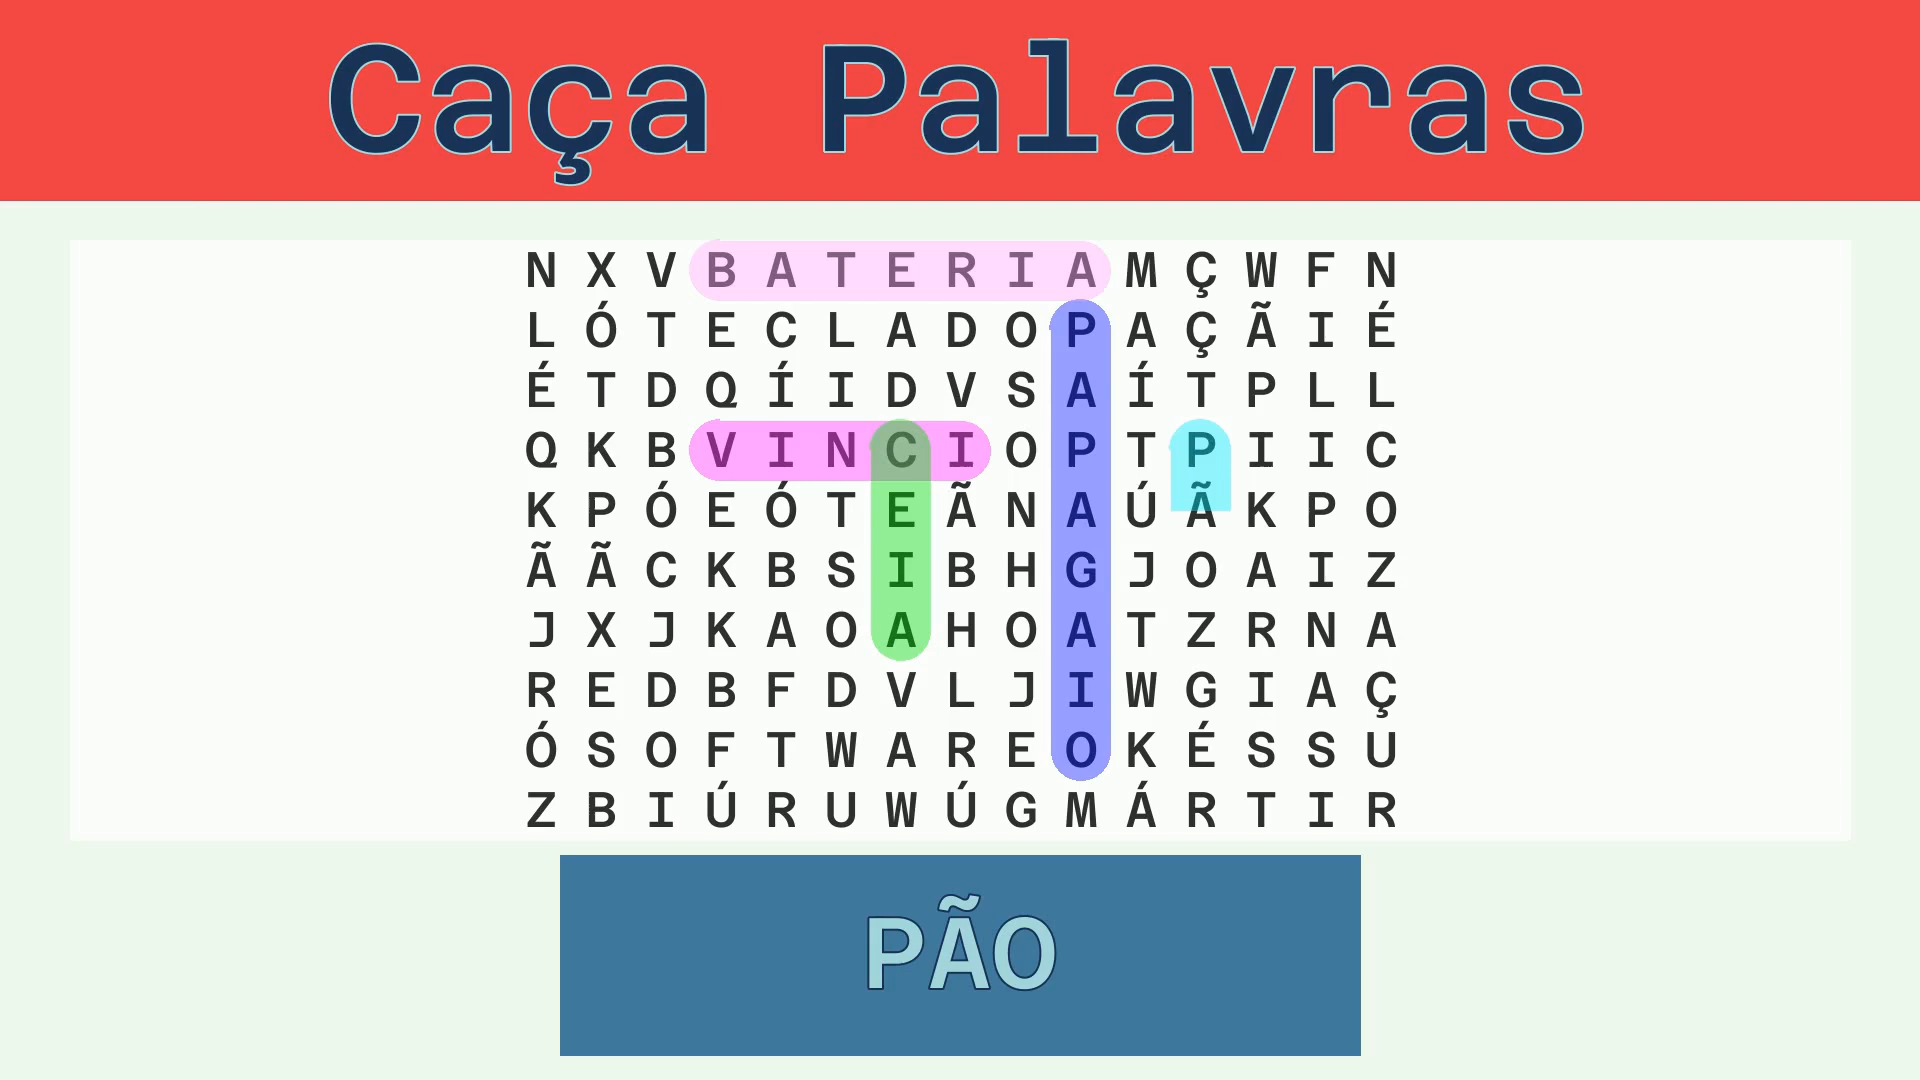 Caça Palavras
N X V B A T E R I A M Ç W F N
L Ó T E C L A D O P A Ç Ã I É
É T D Q Í I D V S A Í T P L L
Q K B V I N C I O P T P I I C
K P Ó E Ó T E Ã N A Ú Ã K P O
Ã Ã C K B S I B H G J O A I Z
J X J K A O A H O A T Z R N A
R E D B F D V L J I W G I A Ç
Ó S O F T W A R E O K É S S U
Z B I Ú R U W Ú G M Á R T I R
PÃO